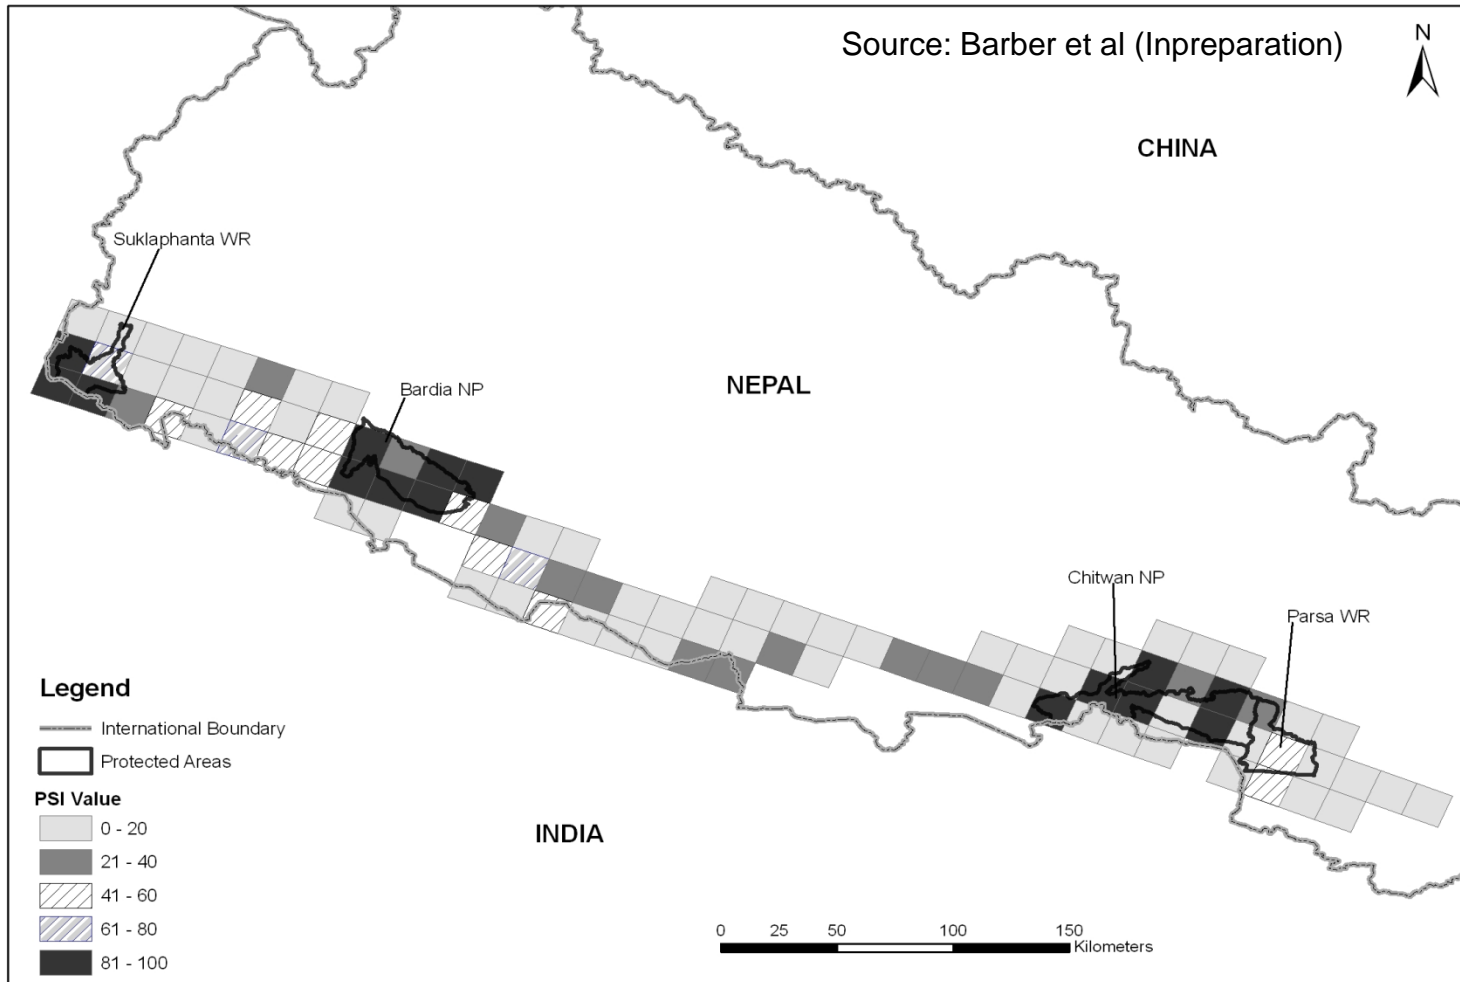 Source: Barber et al (Inpreparation)
N
CHINA
Suklaphanta WR
NEPAL
Bardia NP
Chitwan NP
Parsa WR
Legend
International Boundary
Protected Areas
PSI Value
0 - 20
21 - 40
41 - 60
61 - 80
81 - 100
INDIA
0 25 50 100 150
Kilometers